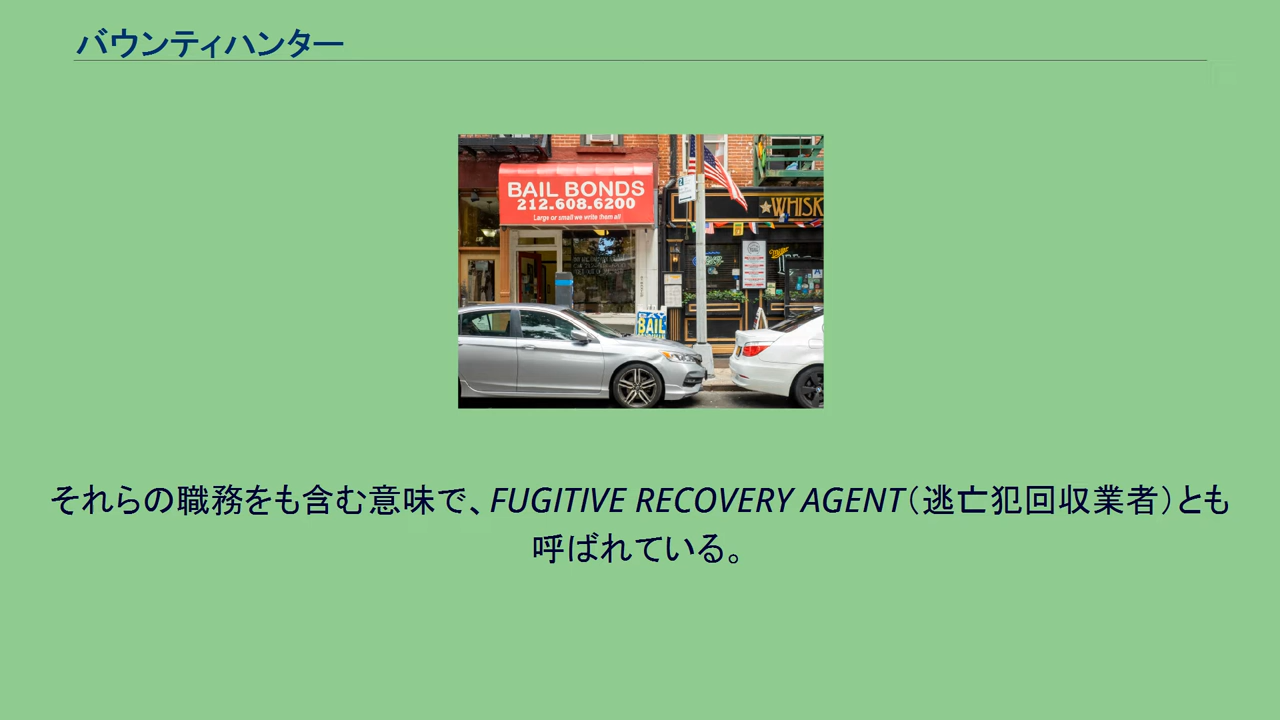 バウンティハンター
BAIL BONDS
212.608.6200
Large or small we write them all
WHISK
BAIL
それらの職務をも含む意味で、FUGITIVE RECOVERY AGENT（逃亡犯回収業者）とも
呼ばれている。